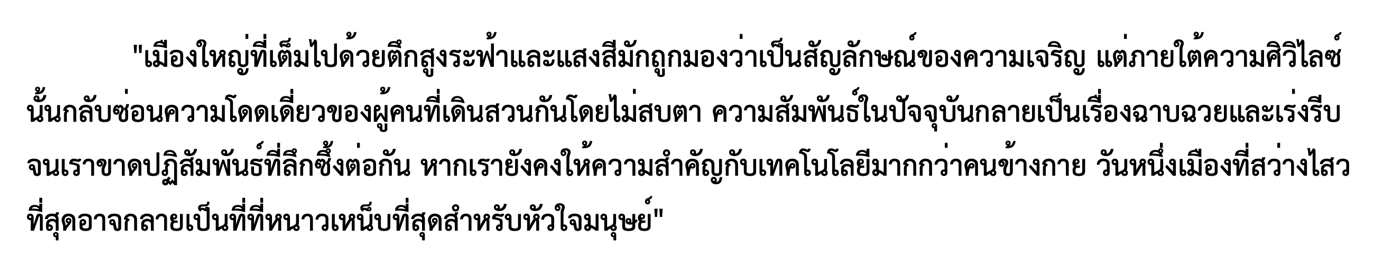 "เมืองใหญ่ที่เต็มไปด้วยตึกสูงระฟ้าและแสงสีมักถูกมองว่าเป็นสัญลักษณ์ของความเจริญ แต่ภายใต้ความศิวิไลซ์
นั้นกลับซ่อนความโดดเดี่ยวของผู้คนที่เดินสวนกันโดยไม่สบตา ความสัมพันธ์ในปัจจุบันกลายเป็นเรื่องฉาบฉวยและเร่งรีบ
จนเราขาดปฏิสัมพันธ์ที่ลึกซึ้งต่อกัน หากเรายังคงให้ความสำคัญกับเทคโนโลยีมากกว่าคนข้างกาย วันหนึ่งเมืองที่สว่างไสว
ที่สุดอาจกลายเป็นที่ที่หนาวเหน็บที่สุดสำหรับหัวใจมนุษย์"